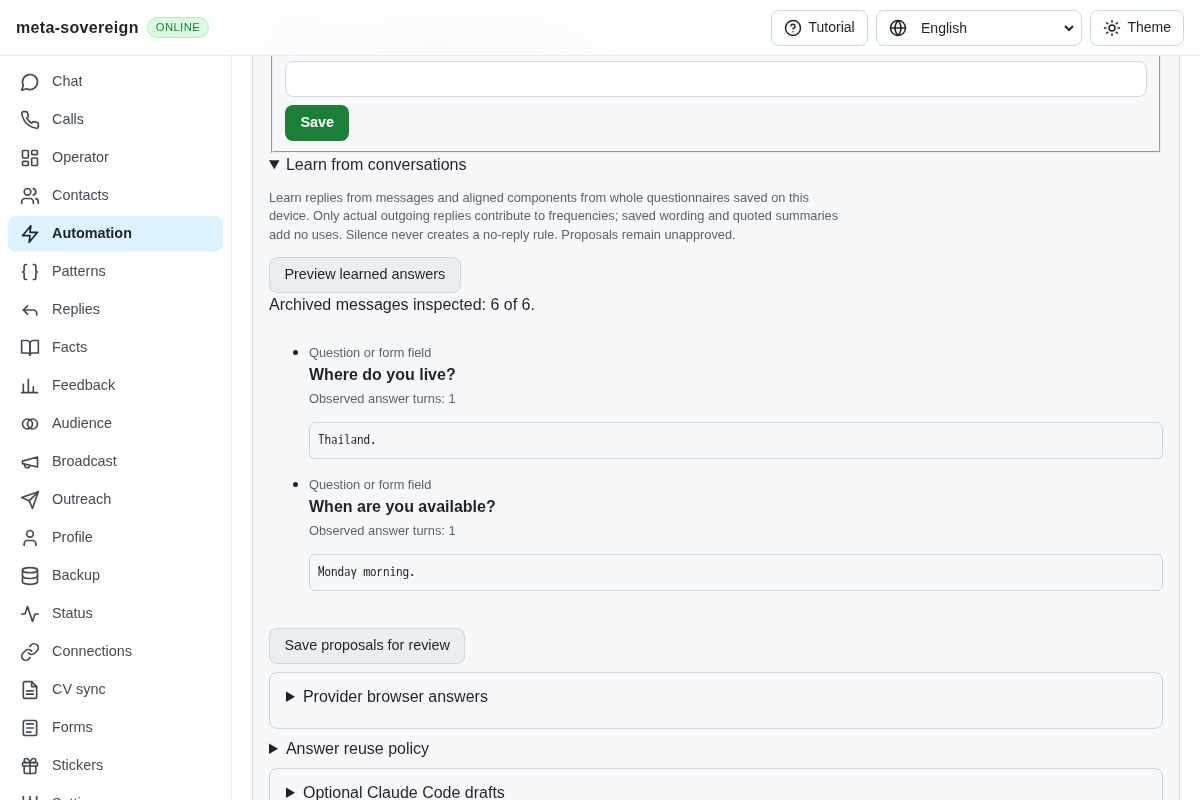 meta-sovereign
ONLINE
Tutorial
English
Theme
Chat
Calls
Operator
Contacts
Automation
Patterns
Replies
Facts
Feedback
Audience
Broadcast
Outreach
Profile
Backup
Status
Connections
CV sync
Forms
Stickers
Save
Learn from conversations
Learn replies from messages and aligned components from whole questionnaires saved on this
device. Only actual outgoing replies contribute to frequencies; saved wording and quoted summaries
add no uses. Silence never creates a no-reply rule. Proposals remain unapproved.
Preview learned answers
Archived messages inspected: 6 of 6.
Question or form field
Where do you live?
Observed answer turns: 1
Thailand.
Question or form field
When are you available?
Observed answer turns: 1
Monday morning.
Save proposals for review
Provider browser answers
Answer reuse policy
Optional Claude Code drafts